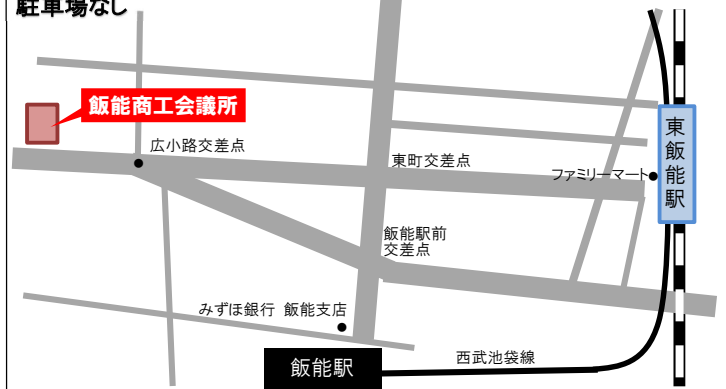 駐車場なし
飯能商工会議所
広小路交差点
東町交差点
ファミリーマート
東飯能駅
飯能駅前
交差点
みずほ銀行 飯能支店
西武池袋線
飯能駅